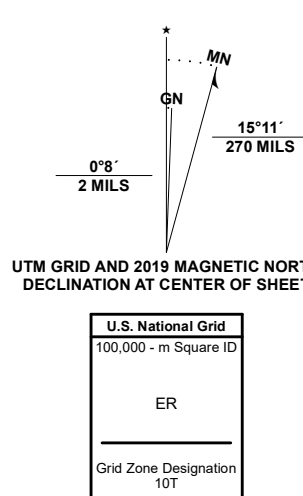 ★
MN
GN
15°11´
270 MILS
0°8´
2 MILS
UTM GRID AND 2019 MAGNETIC NORT
DECLINATION AT CENTER OF SHEET
U.S. National Grid
100,000 - m Square ID
ER
Grid Zone Designation
10T